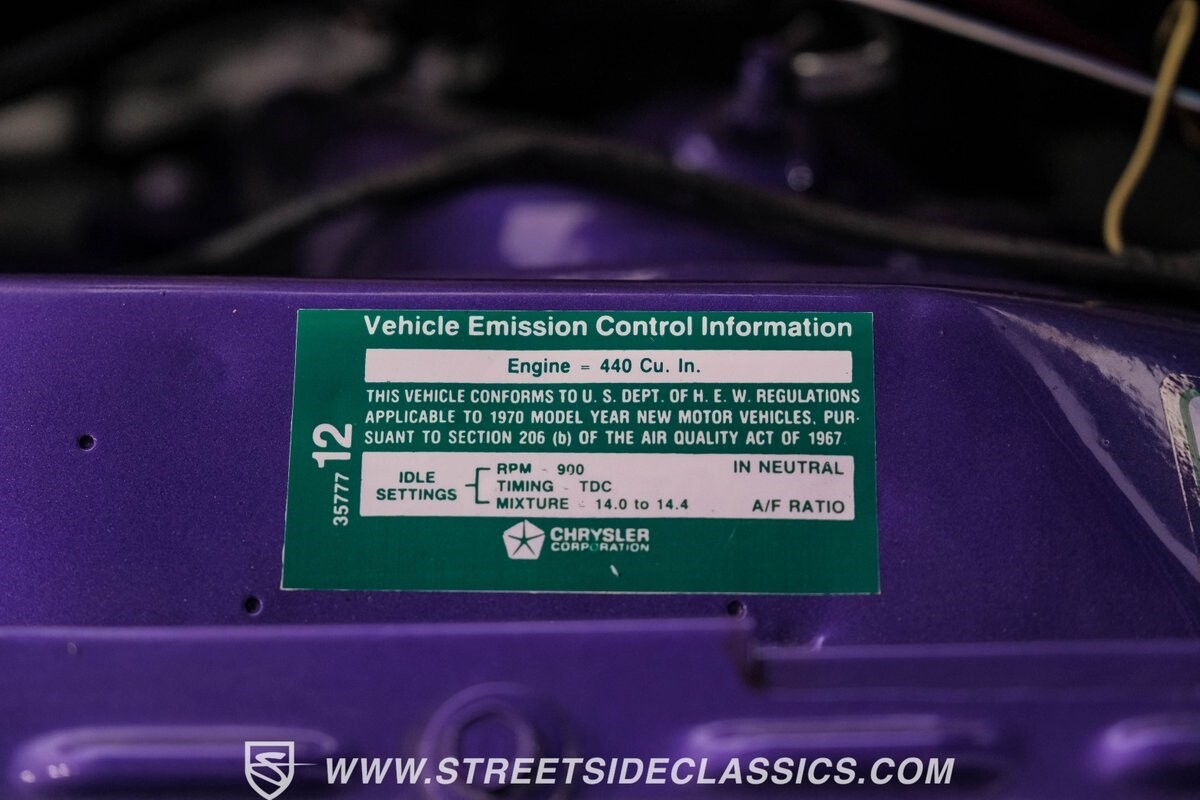 Vehicle Emission Control Information
Engine = 440 Cu. In.
THIS VEHICLE CONFORMS TO U. S. DEPT. OF H. E. W. REGULATIONS
APPLICABLE TO 1970 MODEL YEAR NEW MOTOR VEHICLES, PUR-
SUANT TO SECTION 206 (b) OF THE AIR QUALITY ACT OF 1967.
3577712
IDLE
SETTINGS
RPM - 900 IN NEUTRAL
TIMING - TDC
MIXTURE - 14.0 to 14.4 A/F RATIO
CHRYSLER
CORPORATION
WWW.STREETSIDECLASSICS.COM